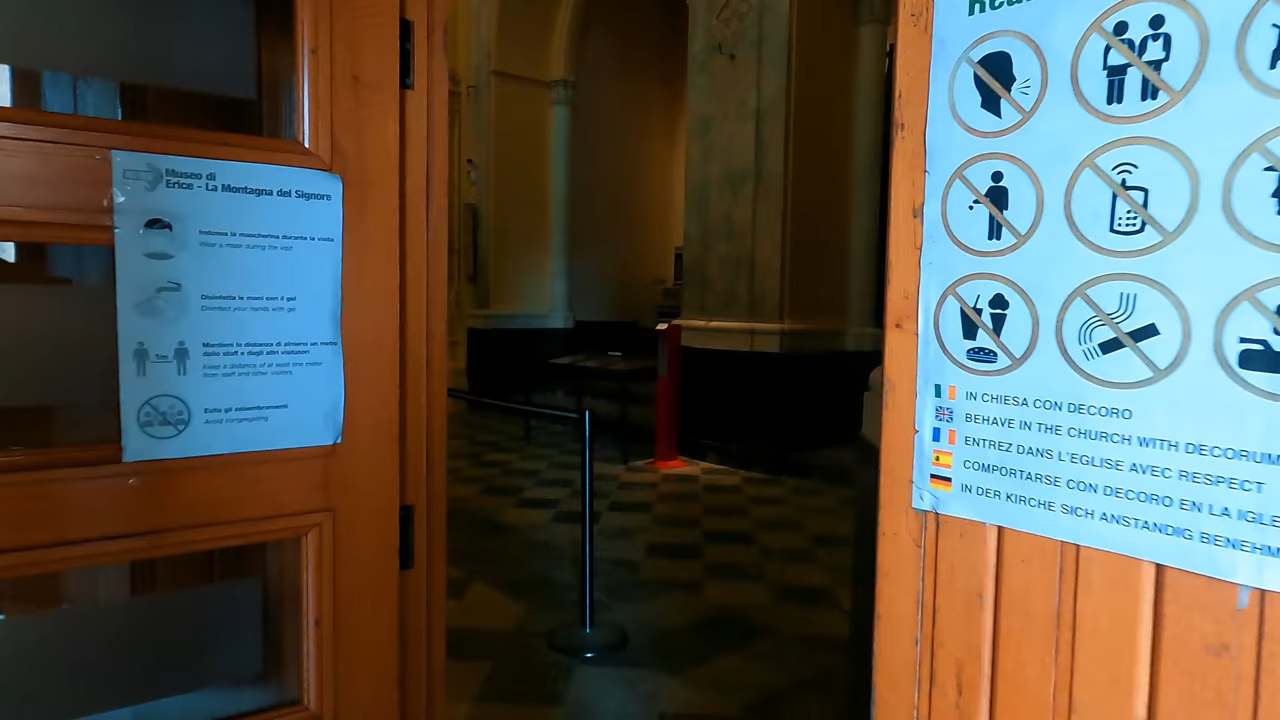 Museo di
Erice - La Montagna del Signore
Indossa la mascherina durante la visita
Wear a mask during the visit
Disinfetta le mani con il gel
Disinfect your hands with gel
1m
Mantieni la distanza di almeno un metro
dallo staff e dagli altri visitatori
Keep a distance of at least one meter
from staff and other visitors
Evita gli assembramenti
Avoid congregating
IN CHIESA CON DECORO
BEHAVE IN THE CHURCH WITH DECORUM
ENTREZ DANS L'EGLISE AVEC RESPECT
COMPORTARSE CON DECORO EN LA IGLE
IN DER KIRCHE SICH ANSTANDIG BENEHM